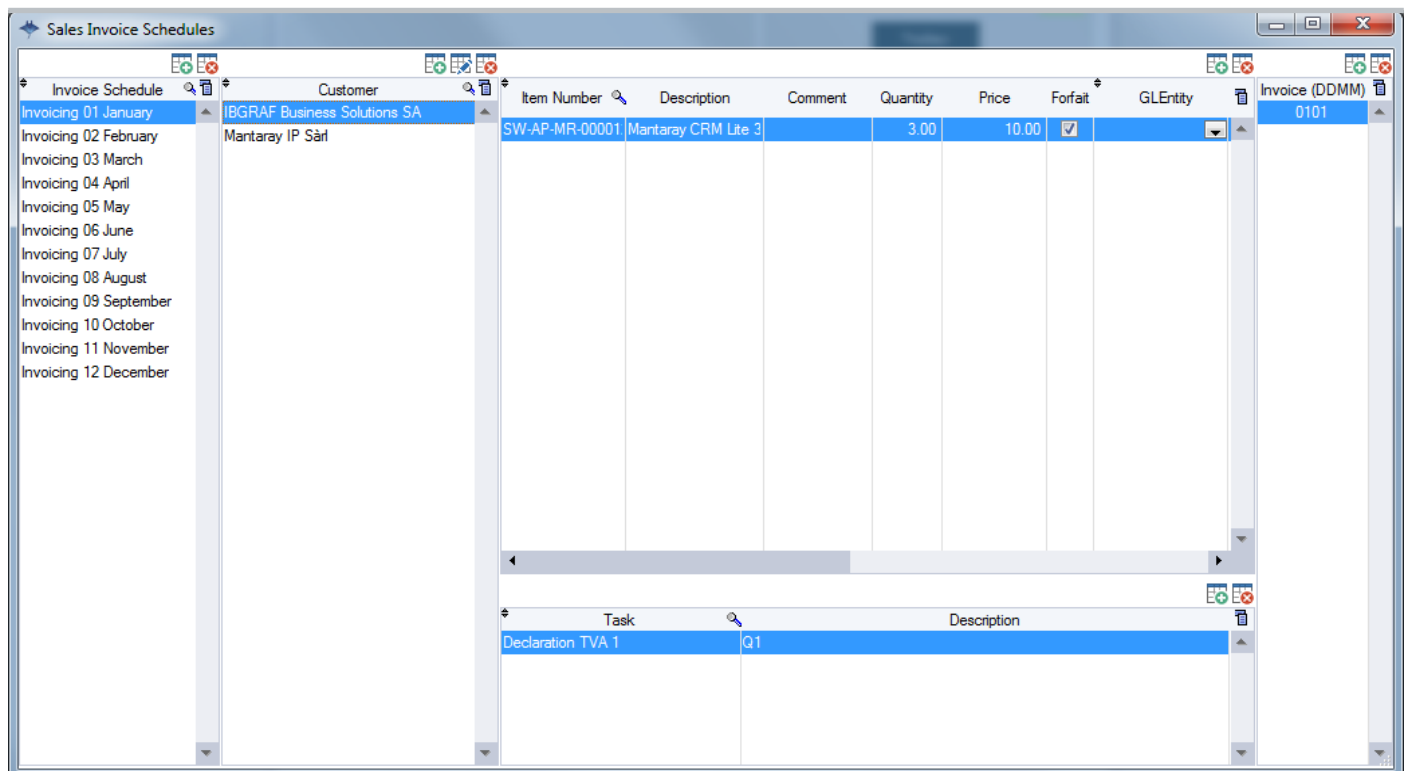 Sales Invoice Schedules
Invoice Schedule
Invoicing 01 January
Invoicing 02 February
Invoicing 03 March
Invoicing 04 April
Invoicing 05 May
Invoicing 06 June
Invoicing 07 July
Invoicing 08 August
Invoicing 09 September
Invoicing 10 October
Invoicing 11 November
Invoicing 12 December
Customer
IBGRAF Business Solutions SA
Mantaray IP Sàrl
Item Number Description Comment Quantity Price Forfait GLEntity
SW-AP-MR-00001 Mantaray CRM Lite 3 3.00 10.00
Task Description
Declaration TVA 1 Q1
Invoice (DDMM)
0101